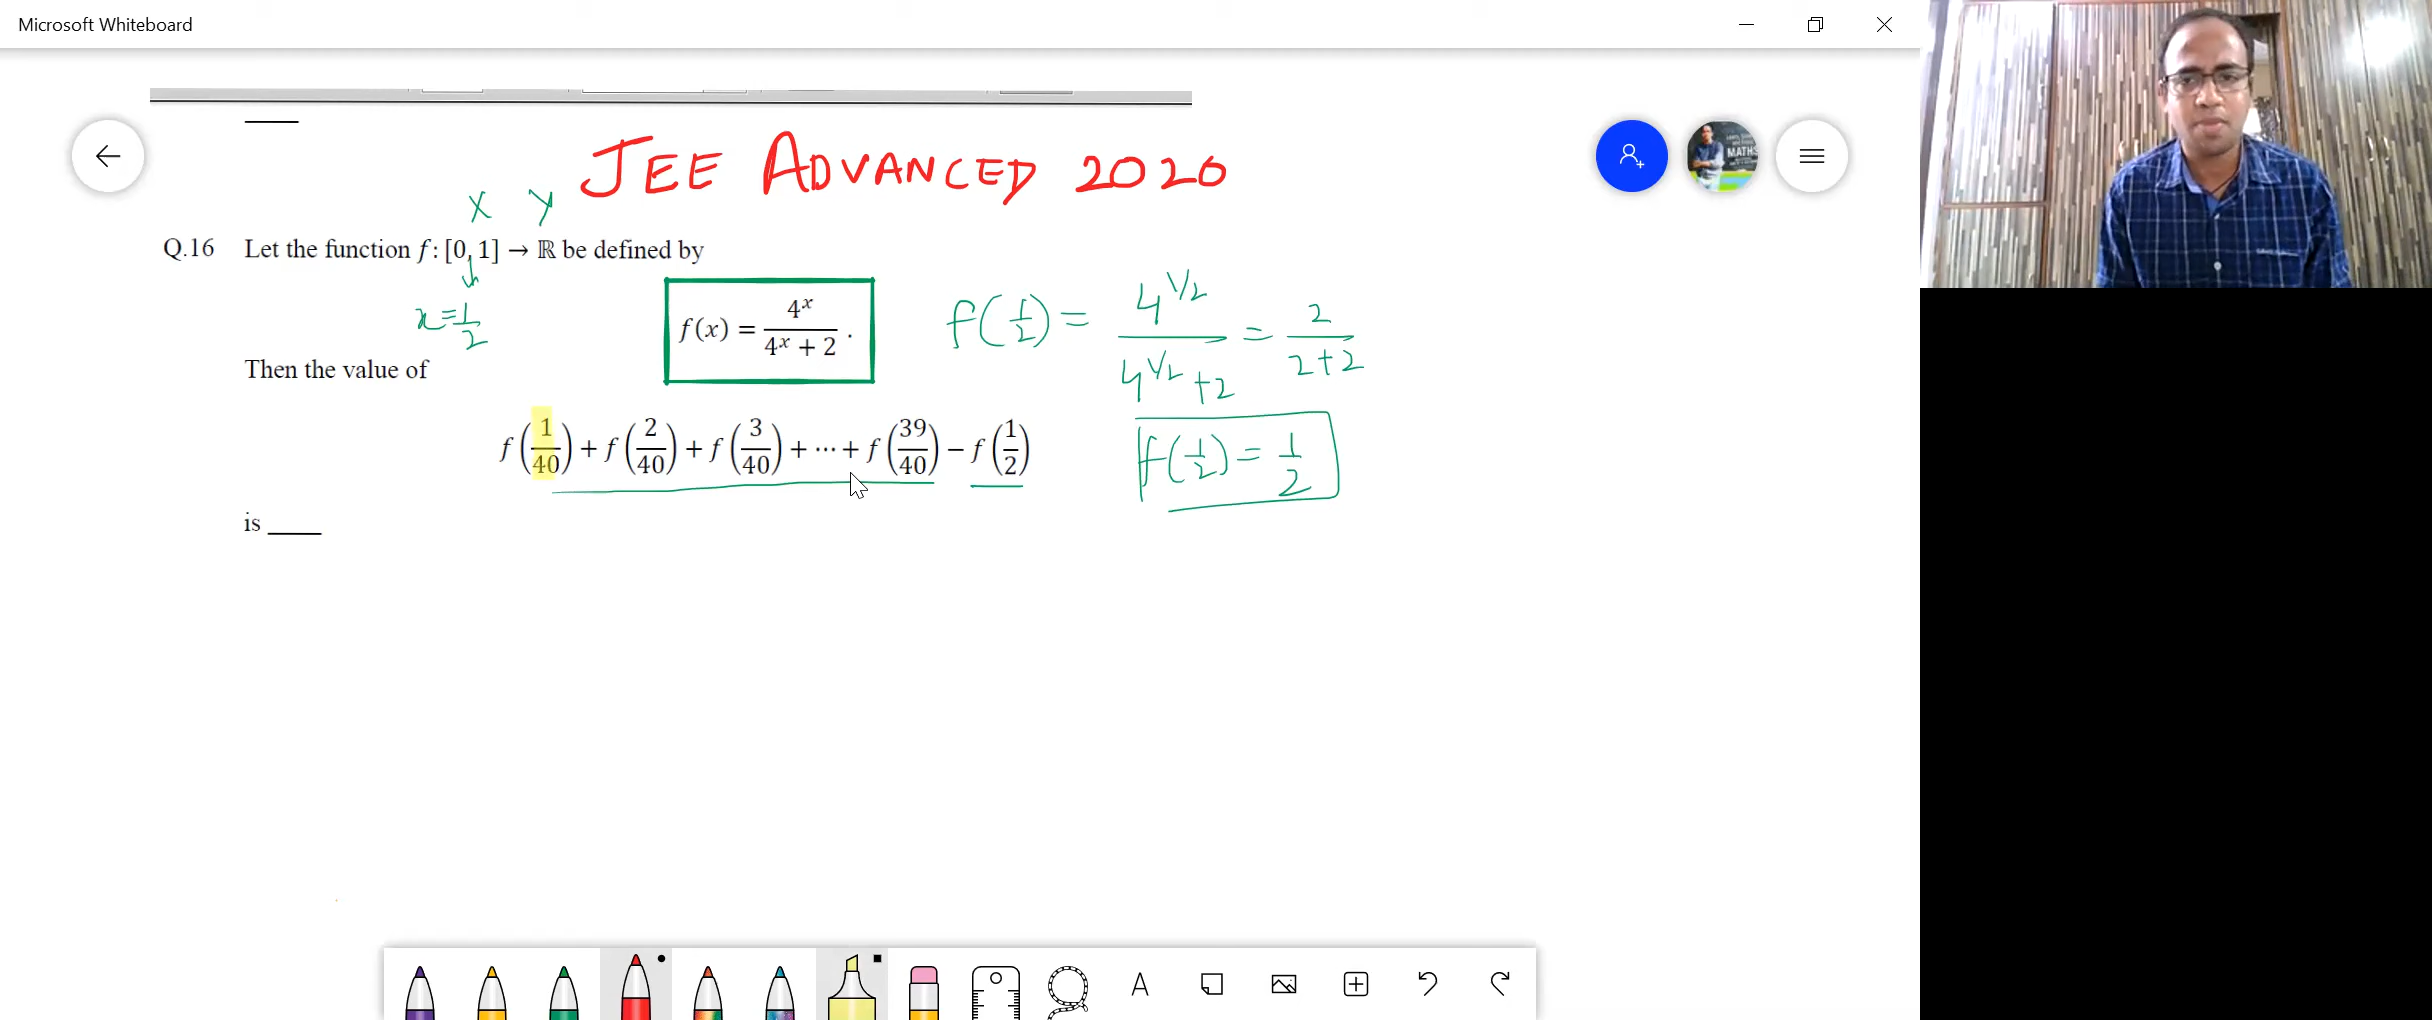 Microsoft Whiteboard
JEE ADVANCED 2020
X Y
Q.16 Let the function f : [0, 1] → ℝ be defined by
x = 1/2
f(x) = 4^x / (4^x + 2) .
f(1/2) = 4^1/2 / (4^1/2 + 2) = 2 / (2+2)
Then the value of
f(1/40) + f(2/40) + f(3/40) + ⋯ + f(39/40) − f(1/2)
f(1/2) = 1/2
is ____
MATHS
A